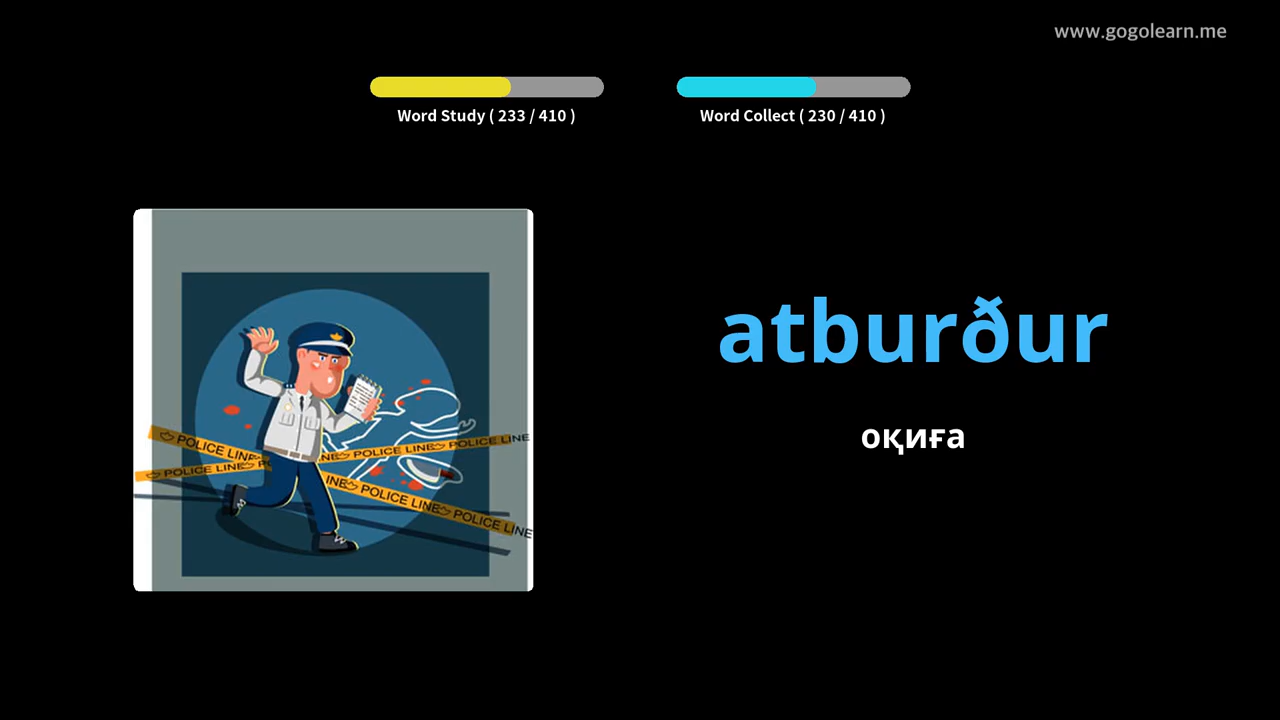 www.gogolearn.me
Word Study ( 233 / 410 )
Word Collect ( 230 / 410 )
atburður
оқиға
POLICE LINE
POLICE LINE
POLICE LINE
POLICE LINE
POLICE LINE